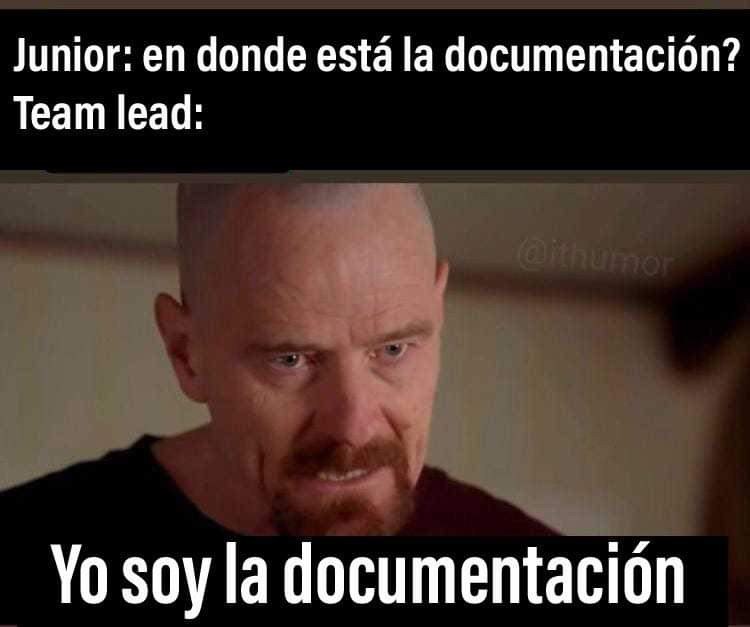 Junior: en donde está la documentación?
Team lead:
@ithumor
Yo soy la documentación